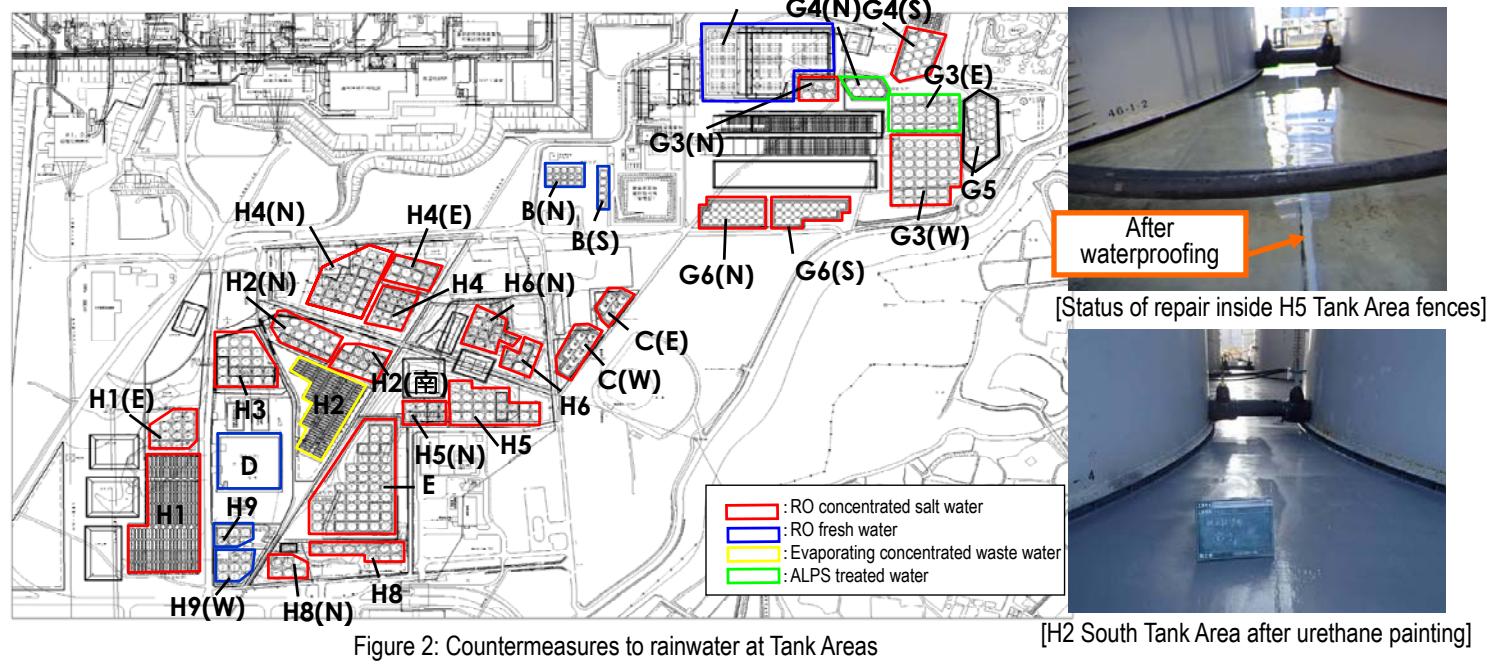 G4(N)
G4(S)
G3(E)
G3(N)
G5
B(N)
B(S)
G3(W)
G6(N)
G6(S)
H4(N)
H4(E)
H2(N)
H4
H6(N)
C(E)
C(W)
H2(南)
H6
H3
H2
H1(E)
H5(N)
H5
D
E
H1
H9
H9(W)
H8(N)
H8
: RO concentrated salt water
: RO fresh water
: Evaporating concentrated waste water
: ALPS treated water
Figure 2: Countermeasures to rainwater at Tank Areas
46-1-2
After
waterproofing
[Status of repair inside H5 Tank Area fences]
4
[H2 South Tank Area after urethane painting]